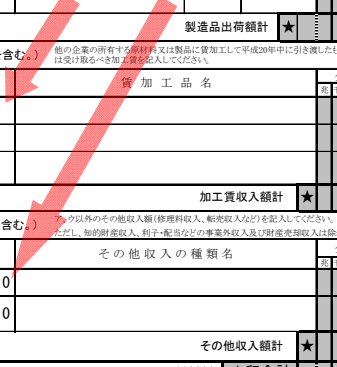 製造品出荷額計 ★
含む。) 他の企業の所有する原材料又は製品に賃加工して平成20年中に引き渡した
は受け取るべき加工賃を記入してください。
賃加工品名
兆
加工賃収入額計 ★
含む。) ア、ウ以外のその他収入額(修理料収入、転売収入など)を記入してください。
ただし、知的財産収入、利子・配当などの事業外収入及び財産売却収入は除
その他収入の種類名
兆
0
0
その他収入額計 ★